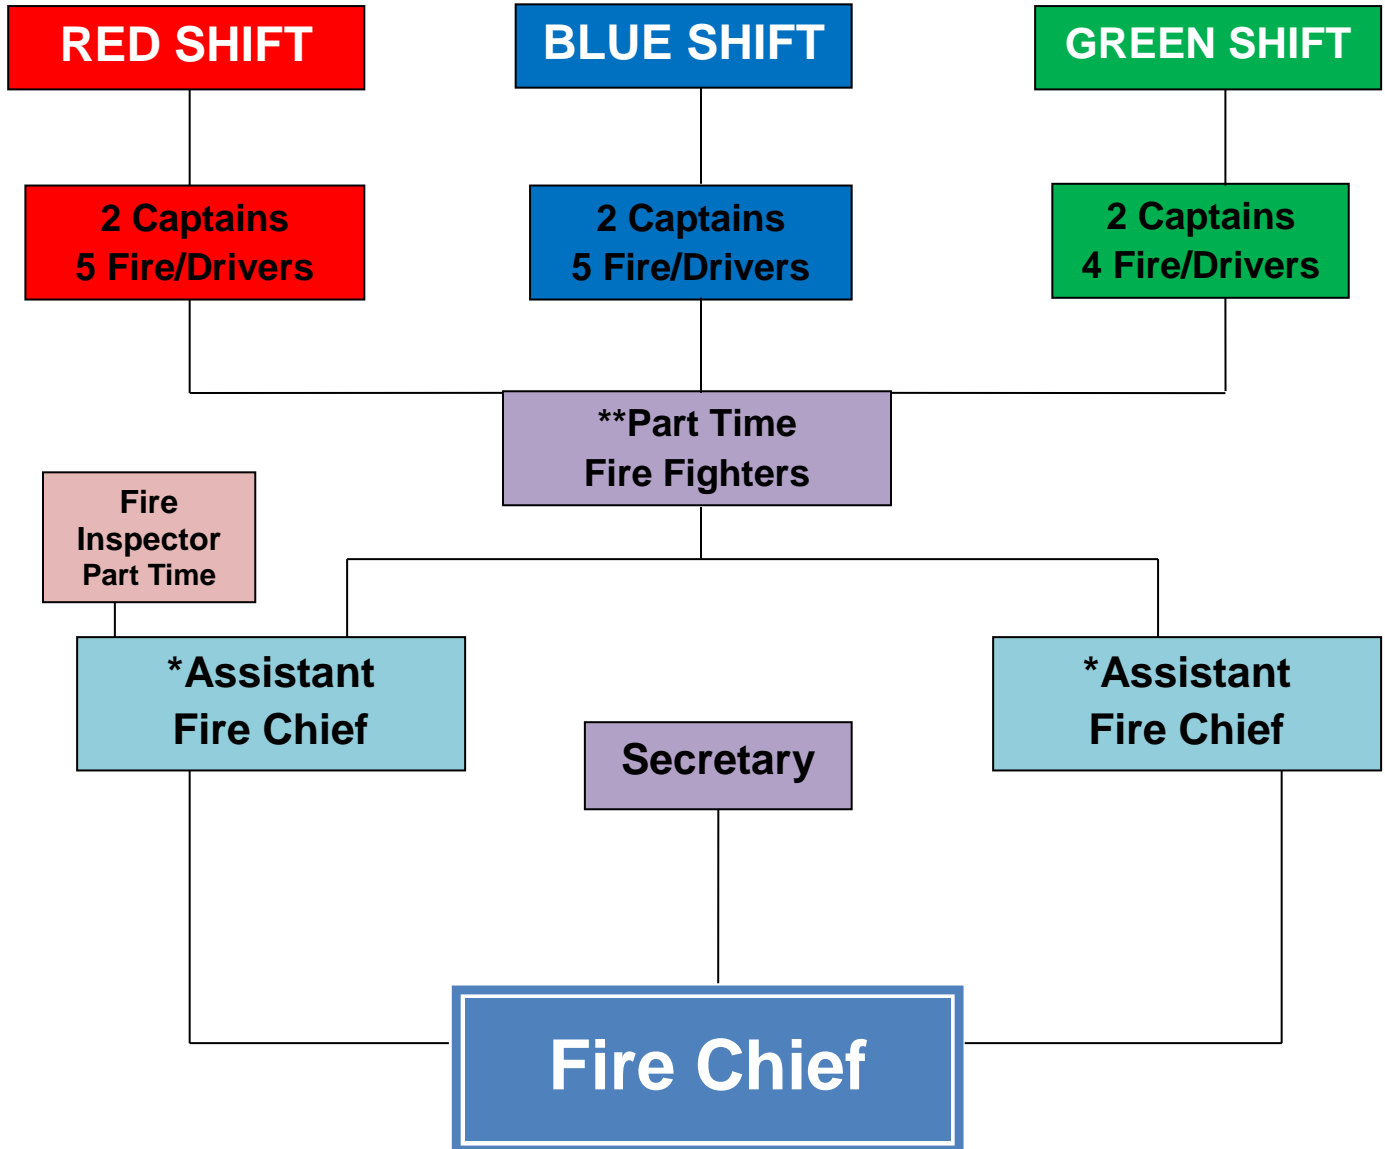 RED SHIFT
BLUE SHIFT
GREEN SHIFT
2 Captains
5 Fire/Drivers
2 Captains
5 Fire/Drivers
2 Captains
4 Fire/Drivers
**Part Time
Fire Fighters
Fire
Inspector
Part Time
*Assistant
Fire Chief
*Assistant
Fire Chief
Secretary
Fire Chief